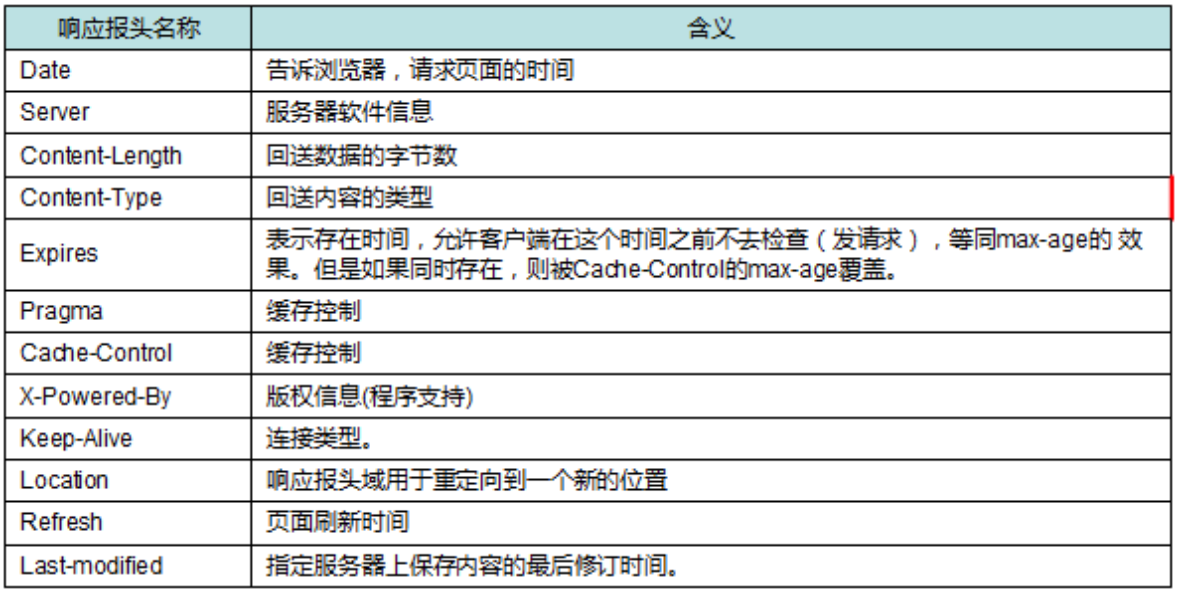 响应报头名称 含义
Date 告诉浏览器，请求页面的时间
Server 服务器软件信息
Content-Length 回送数据的字节数
Content-Type 回送内容的类型
Expires 表示存在时间，允许客户端在这个时间之前不去检查（发请求），等同max-age的 效
果。但是如果同时存在，则被Cache-Control的max-age覆盖。
Pragma 缓存控制
Cache-Control 缓存控制
X-Powered-By 版权信息(程序支持)
Keep-Alive 连接类型。
Location 响应报头域用于重定向到一个新的位置
Refresh 页面刷新时间
Last-modified 指定服务器上保存内容的最后修订时间。